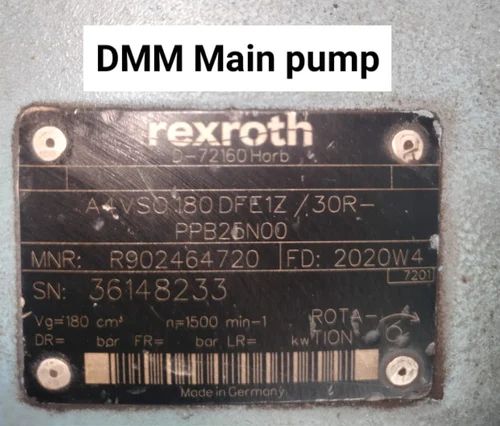 DMM Main pump
rexroth
D-72160 Horb
A4VSO 180 DFE1Z /30R-
PPB25N00
MNR: R902464720 FD: 2020W4
7201
SN: 36148233
Vg=180 cm³ n=1500 min-1 ROTA-
DR= bar FR= bar LR= kw TION
Made in Germany